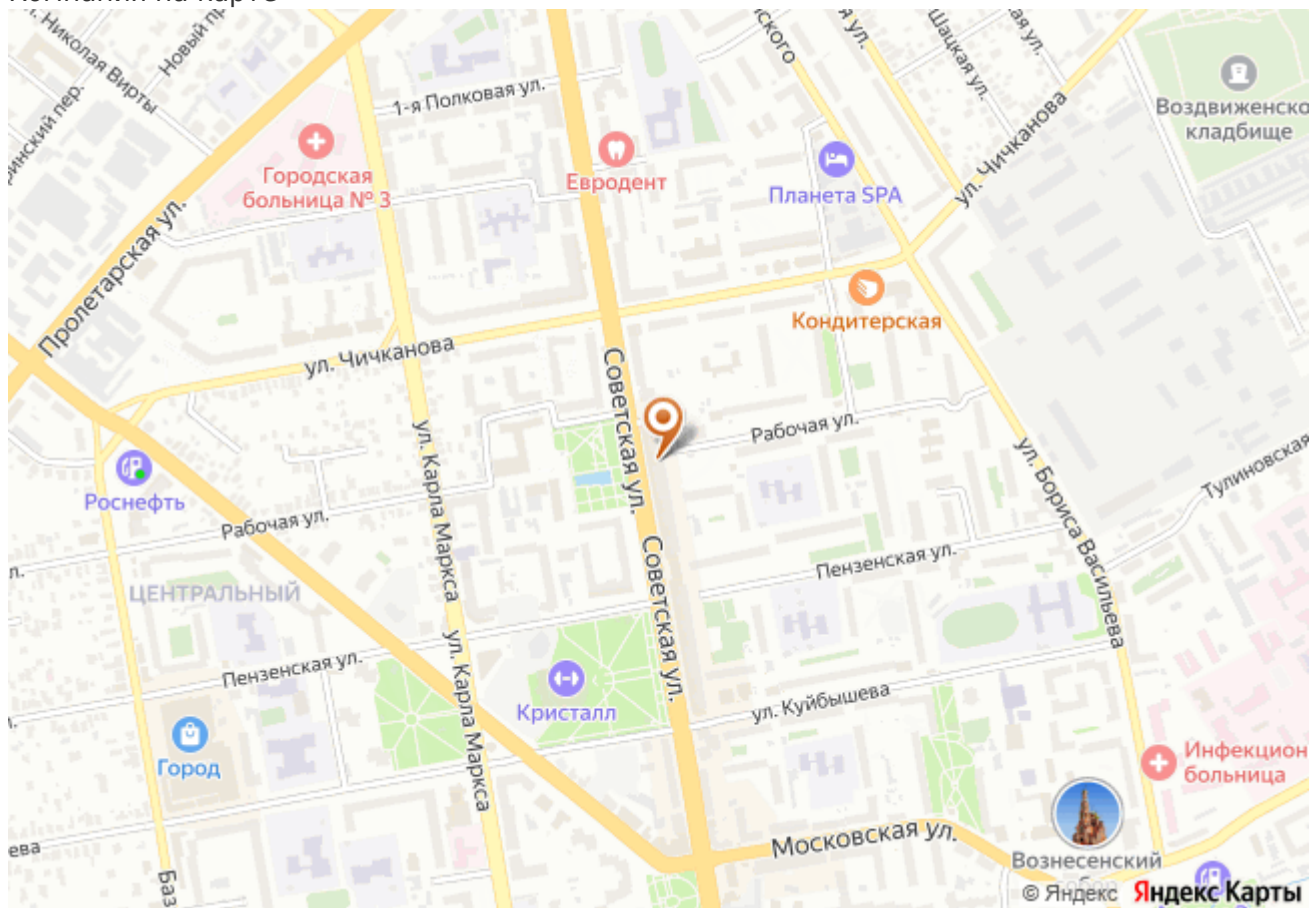 ул. Николая Вирты
Новый
1-я Полковая ул.
Шацкая ул.
Воздвиженско
кладбище
ул. Чичканова
Городская
больница № 3
Евродент
Планета SPA
Пролетарская ул.
Кондитерская
ул. Чичканова
Советская ул.
Рабочая ул.
ул. Карла Маркса
ул. Бориса Васильева
Тулиновская
Роснефть
Рабочая ул.
Советская ул.
Пензенская ул.
ЦЕНТРАЛЬНЫЙ
ул. Карла Маркса
Пензенская ул.
Кристалл
ул. Куйбышева
Город
Инфекцион
больница
Московская ул.
ева
Баз
Вознесенский
© Яндекс Яндекс Карты